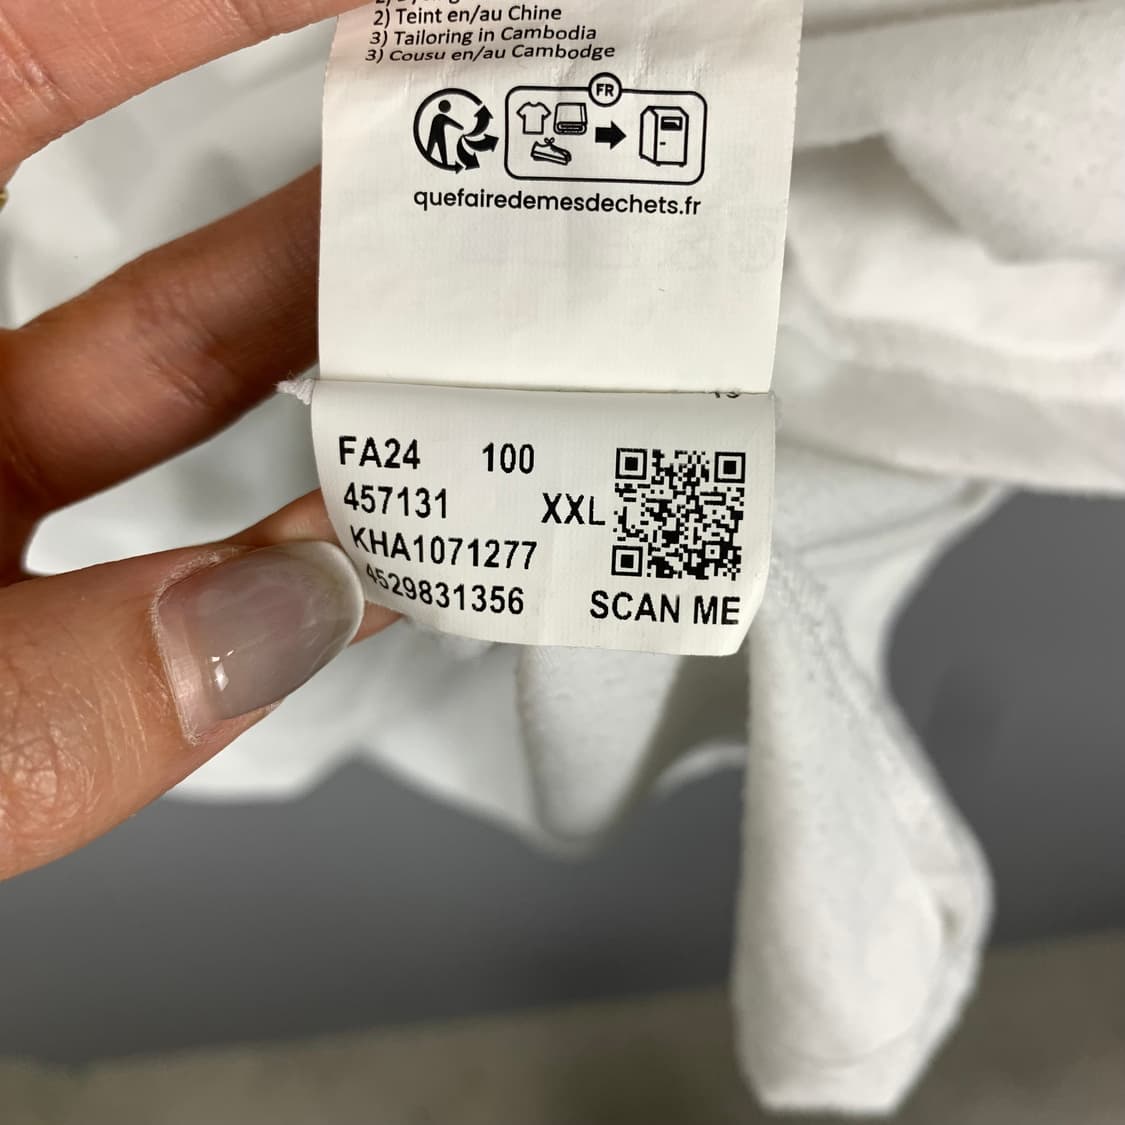 2) Teint en/au Chine
3) Tailoring in Cambodia
3) Cousu en/au Cambodge
FR
quefairedemesdechets.fr
FA24 100
457131 XXL
KHA1071277
4529831356 SCAN ME